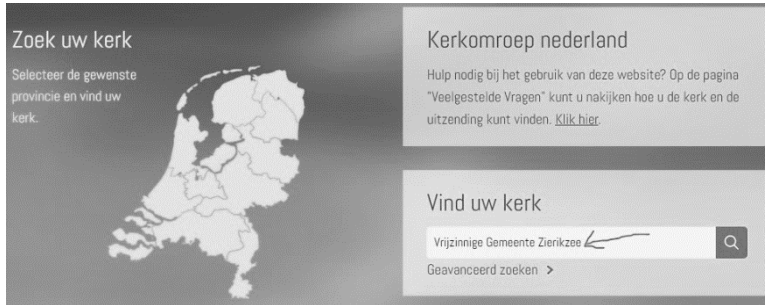 Zoek uw kerk
Selecteer de gewenste
provincie en vind uw
kerk.
Kerkomroep nederland
Hulp nodig bij het gebruik van deze website? Op de pagina
"Veelgestelde Vragen" kunt u nakijken hoe u de kerk en de
uitzending kunt vinden. Klik hier.
Vind uw kerk
Vrijzinnige Gemeente Zierikzee
Geavanceerd zoeken >